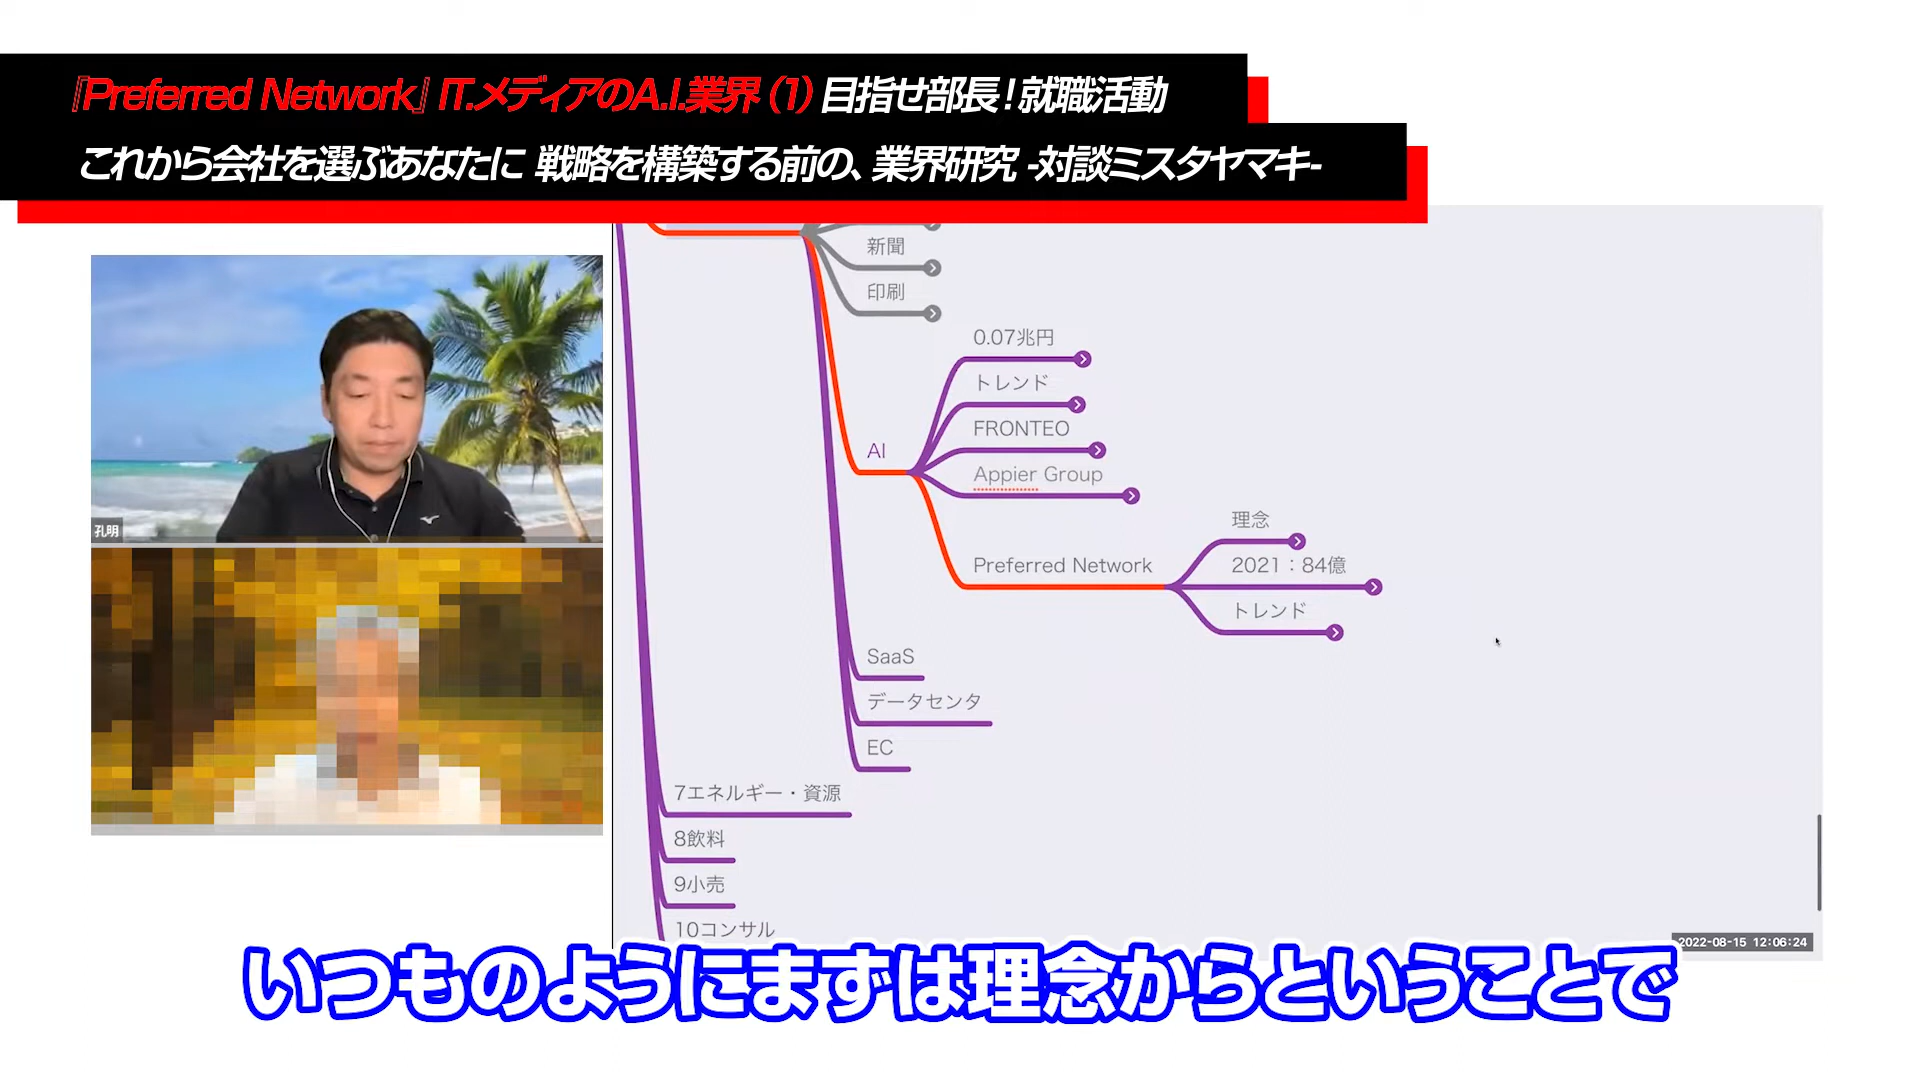 『Preferred Network』 IT.メディアのA.I.業界（1）目指せ部長！就職活動
これから会社を選ぶあなたに 戦略を構築する前の、業界研究 -対談ミスタヤマキ-
新聞
印刷
0.07兆円
トレンド
FRONTEO
AI
Appier Group
理念
Preferred Network
2021：84億
トレンド
孔明
SaaS
データセンタ
EC
7エネルギー・資源
8飲料
9小売
10コンサル
2022-08-15 12:06:24
いつものようにまずは理念からということで